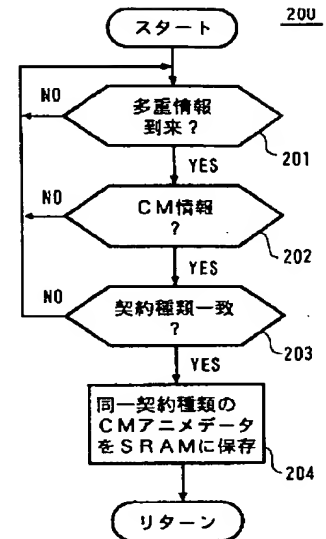 スタート
200
NO
多重情報
到来？
201
YES
NO
CM情報
？
202
YES
NO
契約種類一致
？
203
YES
同一契約種類の
CMアニメデータ
をSRAMに保存
204
リターン